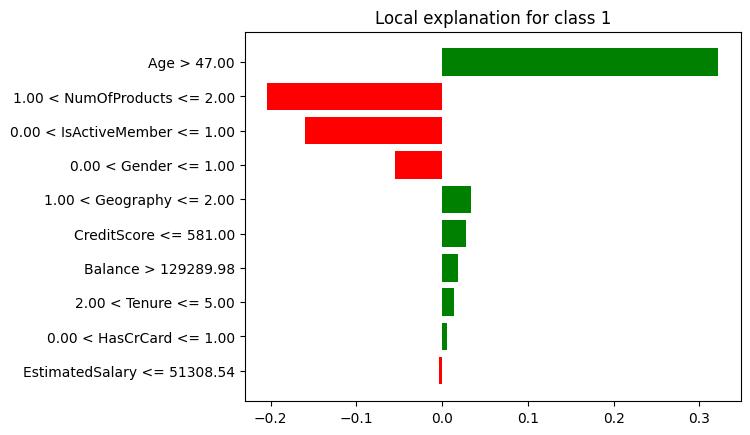 Local explanation for class 1
Age > 47.00
1.00 < NumOfProducts <= 2.00
0.00 < IsActiveMember <= 1.00
0.00 < Gender <= 1.00
1.00 < Geography <= 2.00
CreditScore <= 581.00
Balance > 129289.98
2.00 < Tenure <= 5.00
0.00 < HasCrCard <= 1.00
EstimatedSalary <= 51308.54
−0.2 −0.1 0.0 0.1 0.2 0.3